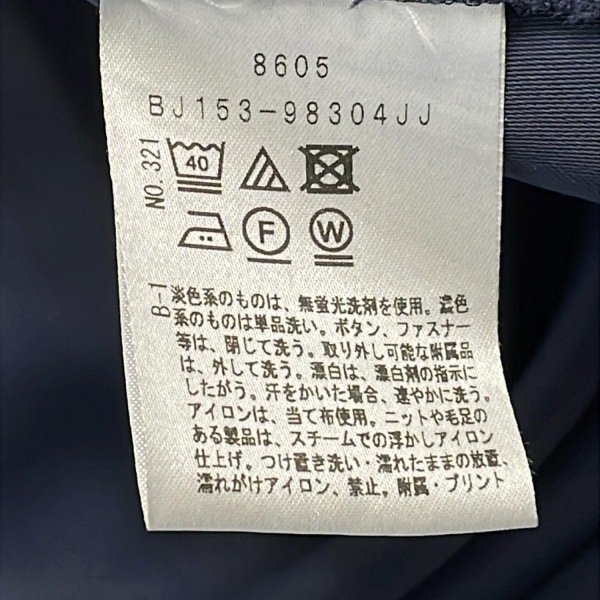 8605
BJ153-98304JJ
NO.321
40
F
W
B-1
淡色系のものは、無蛍光洗剤を使用。濃色
系のものは単品洗い。ボタン、ファスナー
等は、閉じて洗う。取り外し可能な附属品
は、外して洗う。漂白は、漂白剤の指示に
したがう。汗をかいた場合、速やかに洗う。
アイロンは、当て布使用。ニットや毛足の
ある製品は、スチームでの浮かしアイロン
仕上げ。つけ置き洗い・濡れたままの放置、
濡れがけアイロン、禁止。附属・プリント